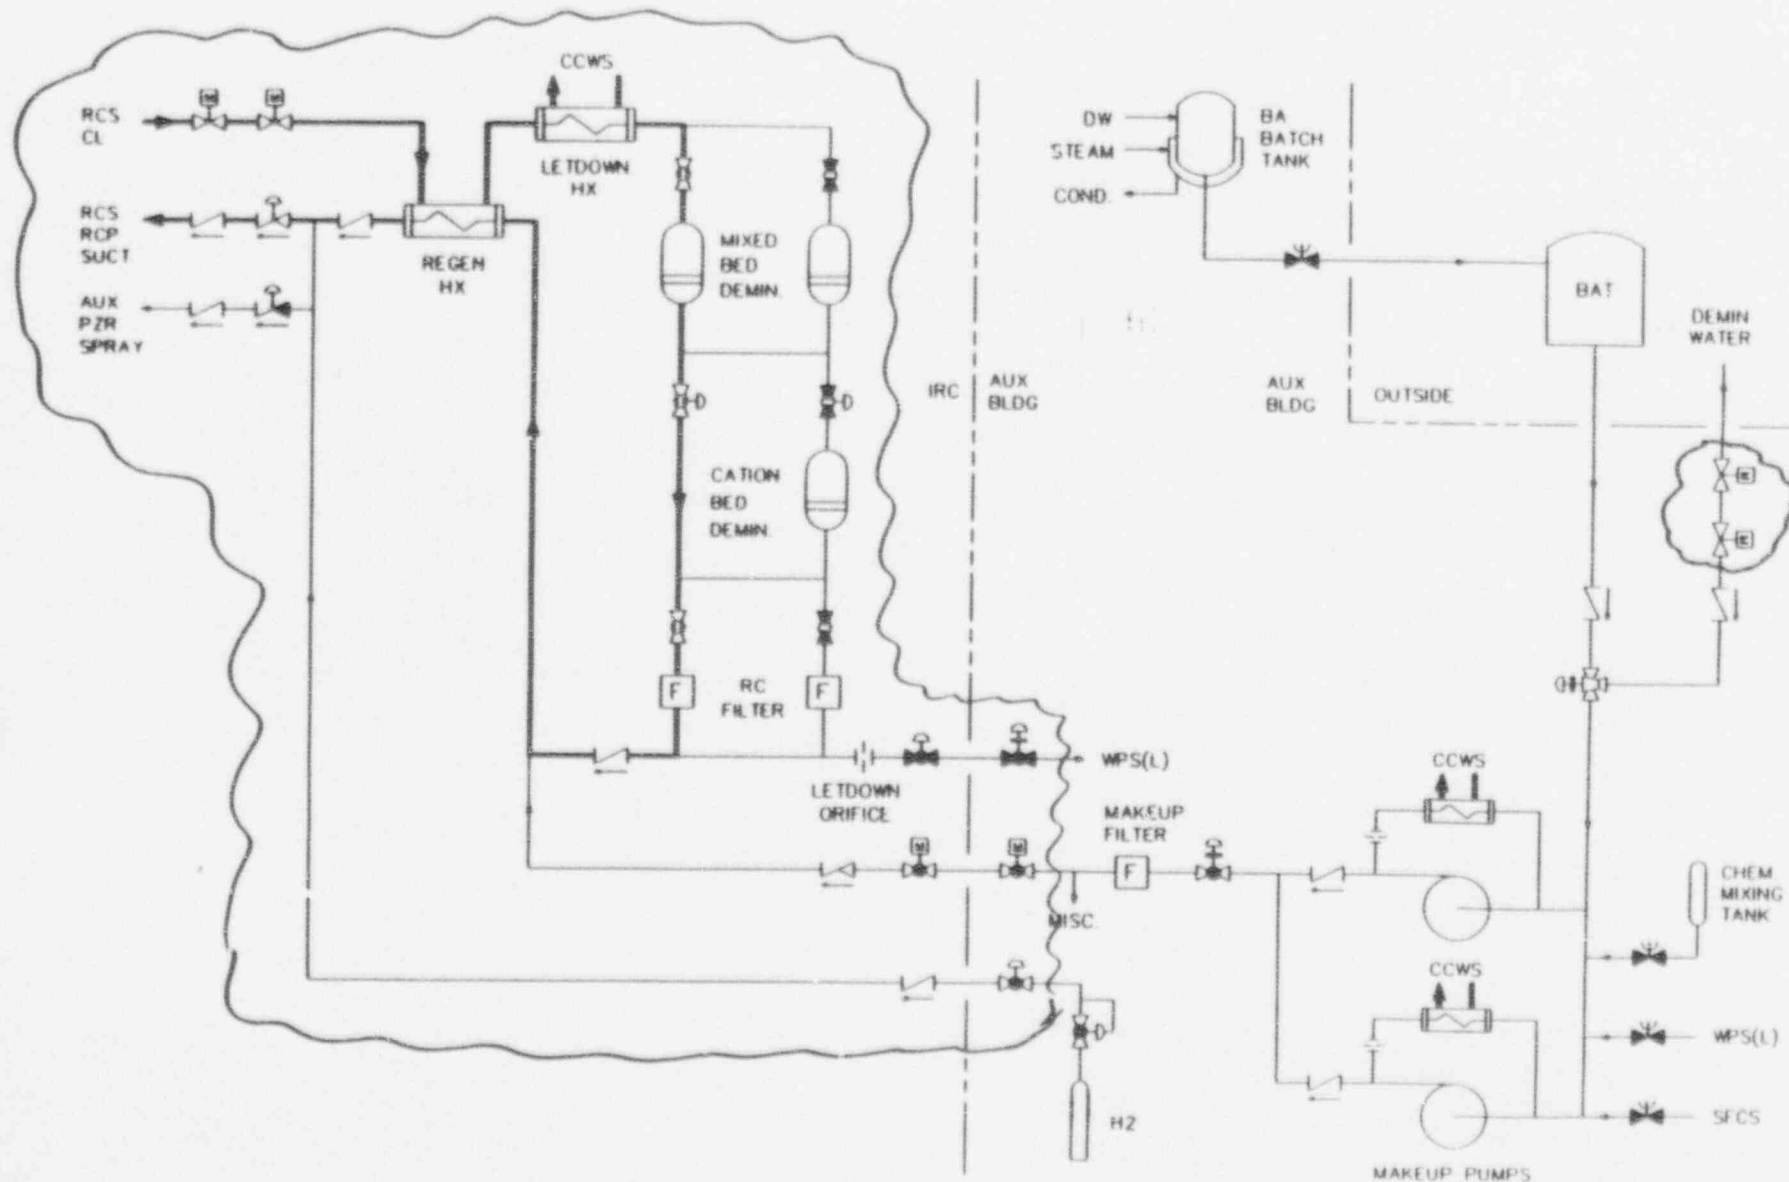 CCWS
RCS
CL
M
M
LETDOWN
HX
RCS
RCP
SUCT
REGEN
HX
AUX
PZR
SPRAY
MIXED
BED
DEMIN.
CATION
BED
DEMIN.
F
RC
FILTER
F
LETDOWN
ORIFICE
WPS(L)
M
M
MISC.
H2
IRC
AUX
BLDG
DW
STEAM
COND.
BA
BATCH
TANK
AUX
BLDG
OUTSIDE
BAT
DEMIN
WATER
M
M
MAKEUP
FILTER
F
CCWS
CHEM
MIXING
TANK
CCWS
WPS(L)
SFCS
MAKEUP PUMPS